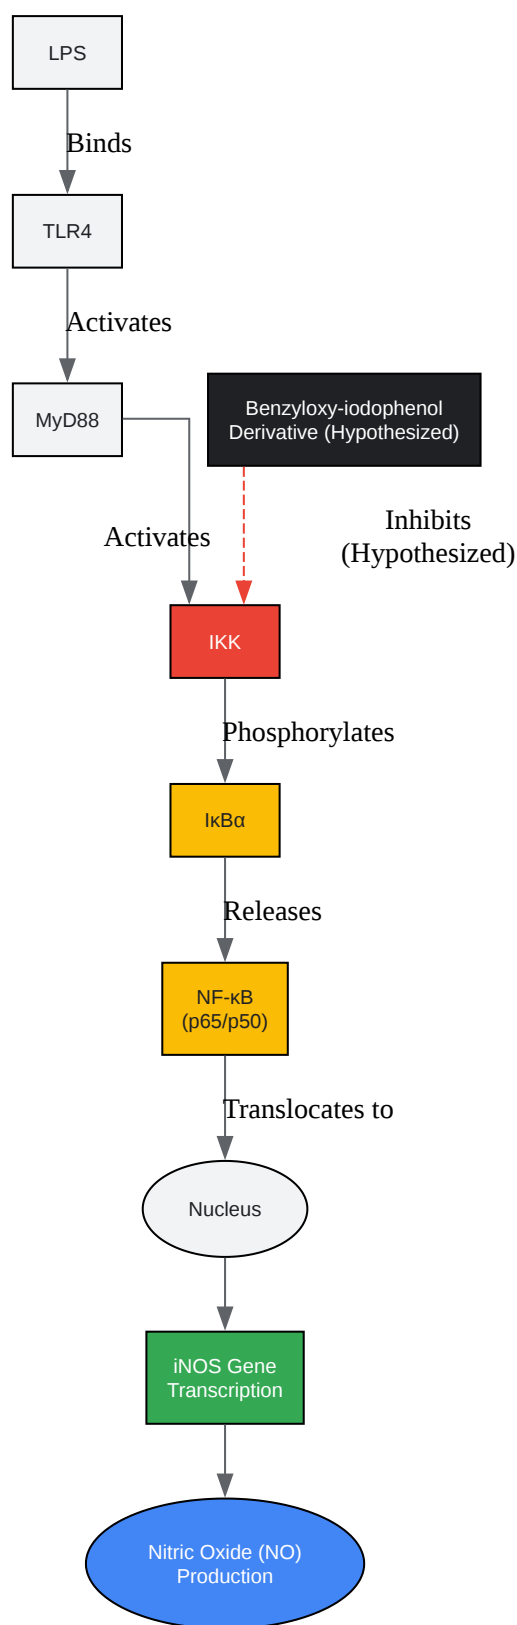 LPS
Binds
TLR4
Activates
MyD88
Benzyloxy-iodophenol
Derivative (Hypothesized)
Activates
Inhibits
(Hypothesized)
IKK
Phosphorylates
IκBα
Releases
NF-κB
(p65/p50)
Translocates to
Nucleus
iNOS Gene
Transcription
Nitric Oxide (NO)
Production